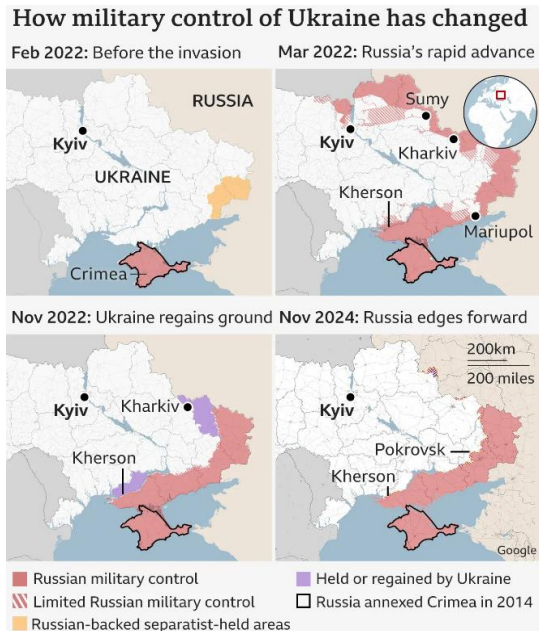 How military control of Ukraine has changed
Feb 2022: Before the invasion
RUSSIA
Kyiv
UKRAINE
Crimea
Mar 2022: Russia's rapid advance
Sumy
Kyiv
Kharkiv
Kherson
Mariupol
Nov 2022: Ukraine regains ground
Kyiv
Kharkiv
Kherson
Nov 2024: Russia edges forward
200km
200 miles
Kyiv
Pokrovsk
Kherson
Google
Russian military control
Held or regained by Ukraine
Limited Russian military control
Russia annexed Crimea in 2014
Russian-backed separatist-held areas